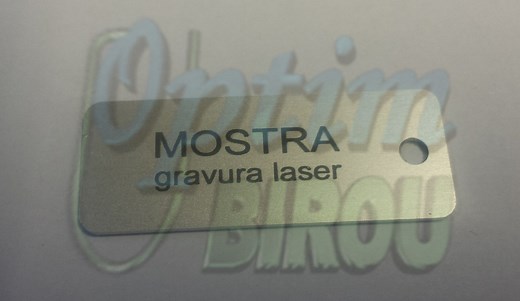 Optim
MOSTRA
gravura laser
BIROU